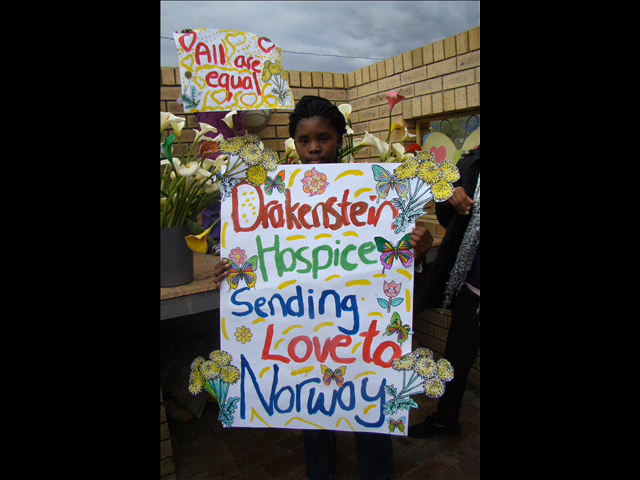 All are
equal
Drakenstein
Hospice
Sending
Love to
Norway